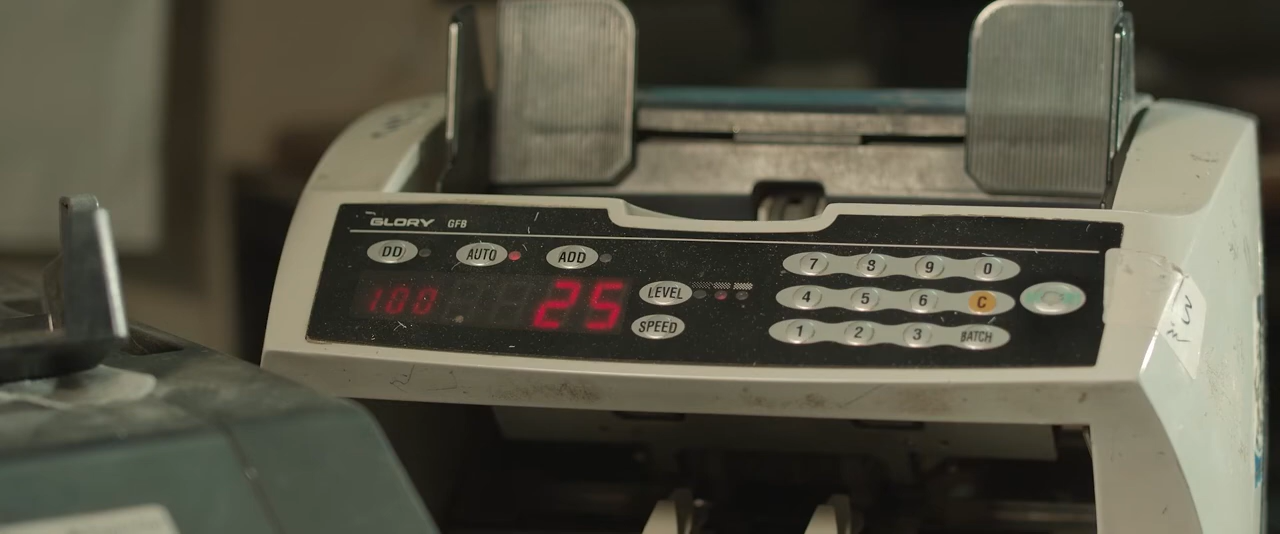 GLORY GFB
DD AUTO ADD
7 8 9 0
100 25 LEVEL
4 5 6 C
SPEED
1 2 3 BATCH